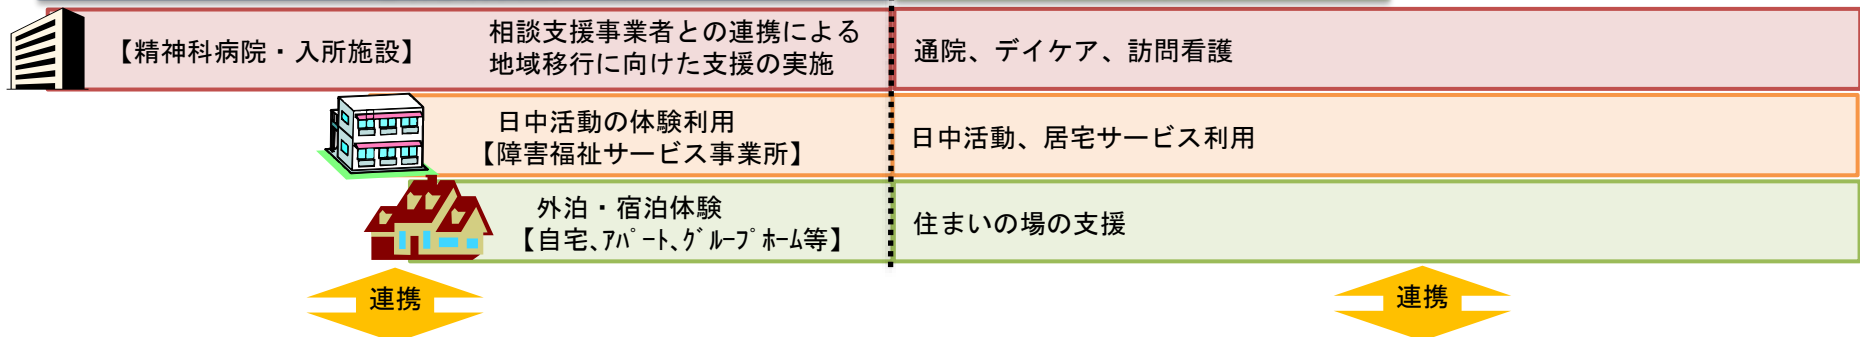 【精神科病院・入所施設】
相談支援事業者との連携による
地域移行に向けた支援の実施
通院、デイケア、訪問看護
日中活動の体験利用
【障害福祉サービス事業所】
日中活動、居宅サービス利用
外泊・宿泊体験
【自宅、ｱﾊﾟｰﾄ、ｸﾞﾙｰﾌﾟﾎｰﾑ等】
住まいの場の支援
連携
連携